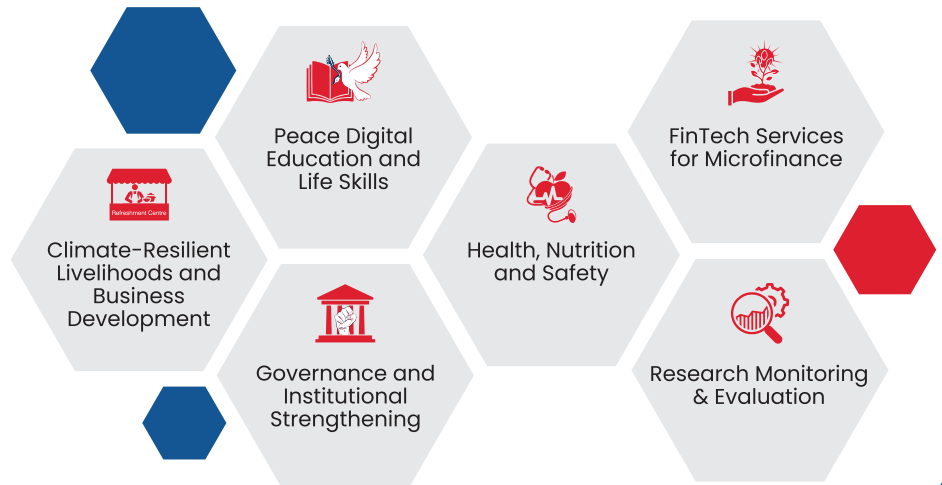 Peace Digital
Education and
Life Skills
FinTech Services
for Microfinance
Refreshment Centre
Climate-Resilient
Livelihoods and
Business
Development
Health, Nutrition
and Safety
Governance and
Institutional
Strengthening
Research Monitoring
& Evaluation